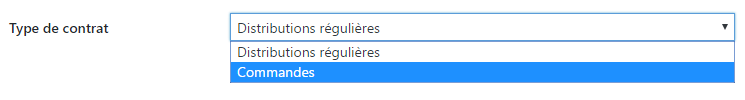 Type de contrat
Distributions régulières
Distributions régulières
Commandes